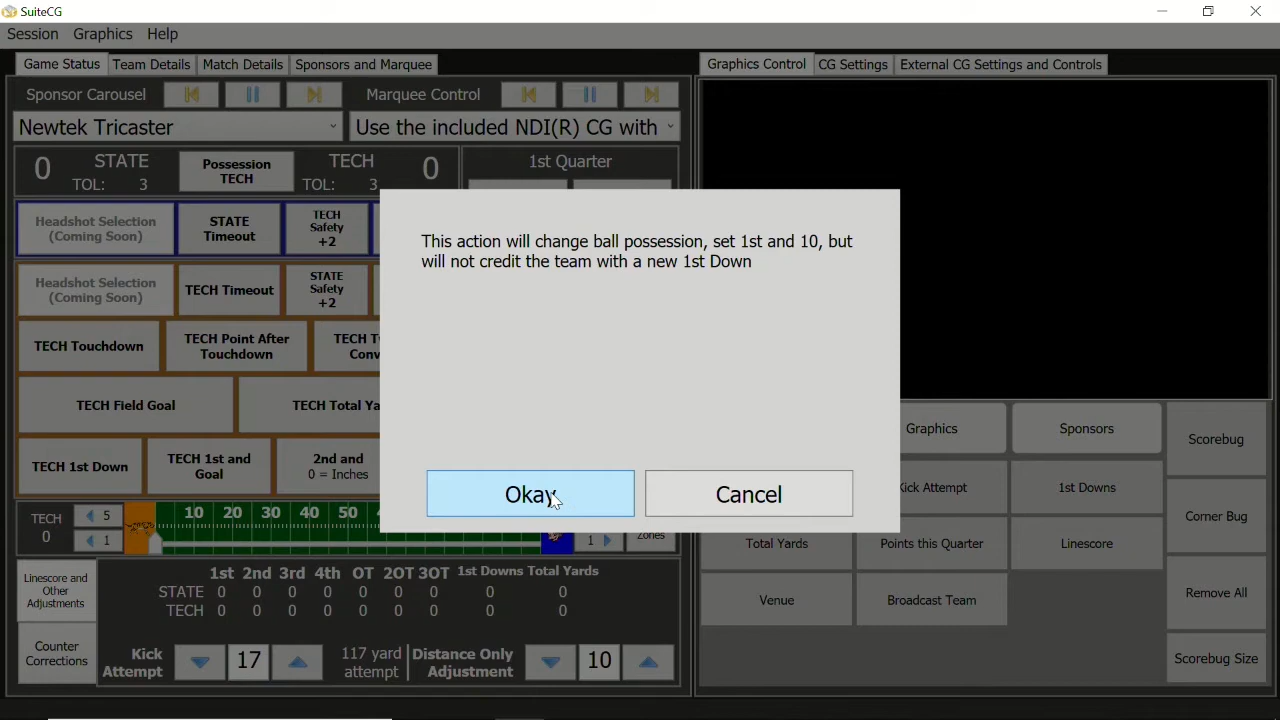 SuiteCG
Session Graphics Help
Game Status Team Details Match Details Sponsors and Marquee
Graphics Control CG Settings External CG Settings and Controls
Sponsor Carousel
Marquee Control
Newtek Tricaster
Use the included NDI(R) CG with
0 STATE
TOL: 3
Possession
TECH
TECH 0
TOL: 3
1st Quarter
Headshot Selection
(Coming Soon)
STATE
Timeout
TECH
Safety
+2
Headshot Selection
(Coming Soon)
TECH Timeout
STATE
Safety
+2
TECH Touchdown
TECH Point After
Touchdown
TECH
Conv
TECH Field Goal
TECH Total
TECH 1st Down
TECH 1st and
Goal
2nd and
0 = Inches
This action will change ball possession, set 1st and 10, but
will not credit the team with a new 1st Down
Okay
Cancel
Graphics
Sponsors
Scorebug
Kick Attempt
1st Downs
Corner Bug
Total Yards
Points this Quarter
Linescore
Venue
Broadcast Team
Remove All
Scorebug Size
TECH
0
5
1
10 20 30 40 50
1
Zones
Linescore and
Other
Adjustments
Counter
Corrections
1st 2nd 3rd 4th OT 2OT 3OT 1st Downs Total Yards
STATE 0 0 0 0 0 0 0 0 0
TECH 0 0 0 0 0 0 0 0 0
Kick
Attempt
17
117 yard
attempt
Distance Only
Adjustment
10